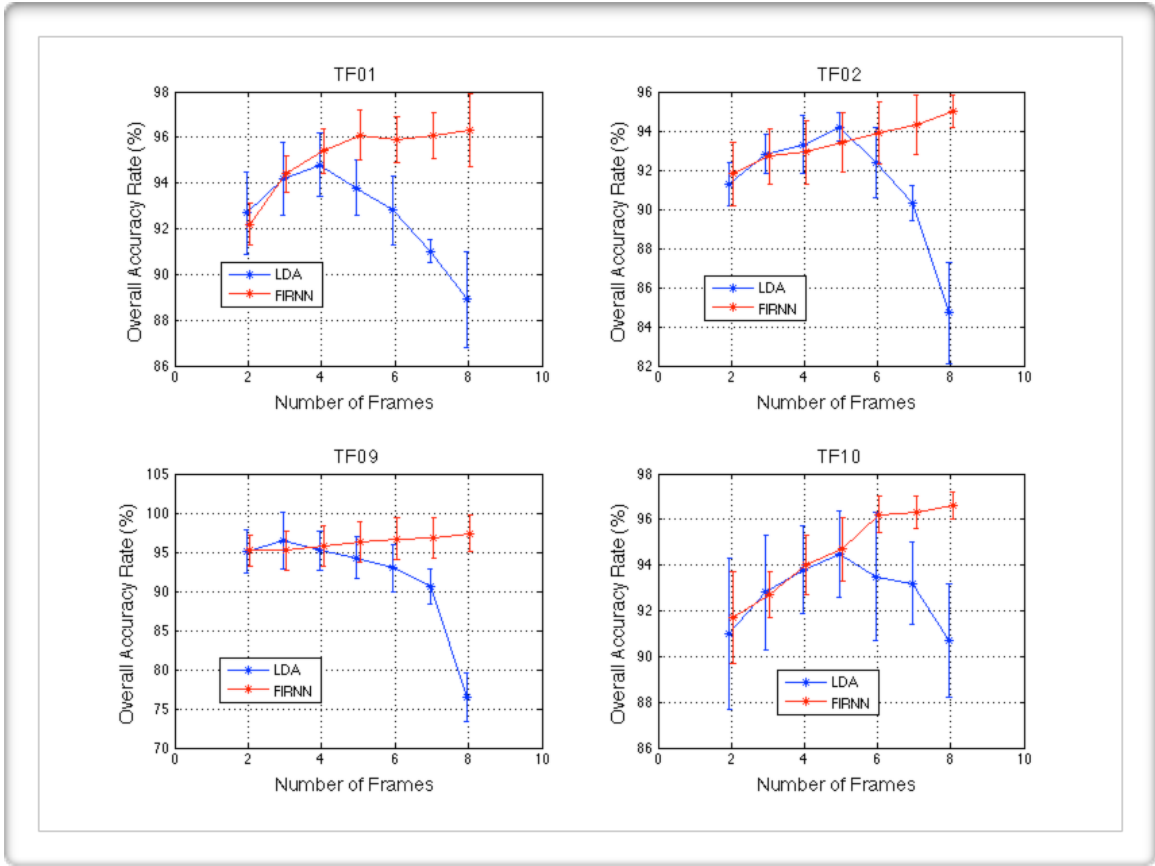 TF01
Overall Accuracy Rate (%)
98
96
94
92
90
88
86
LDA
FIRNN
0 2 4 6 8 10
Number of Frames
TF02
Overall Accuracy Rate (%)
96
94
92
90
88
86
84
82
LDA
FIRNN
0 2 4 6 8 10
Number of Frames
TF09
Overall Accuracy Rate (%)
105
100
95
90
85
80
75
70
LDA
FIRNN
0 2 4 6 8 10
Number of Frames
TF10
Overall Accuracy Rate (%)
98
96
94
92
90
88
86
LDA
FIRNN
0 2 4 6 8 10
Number of Frames